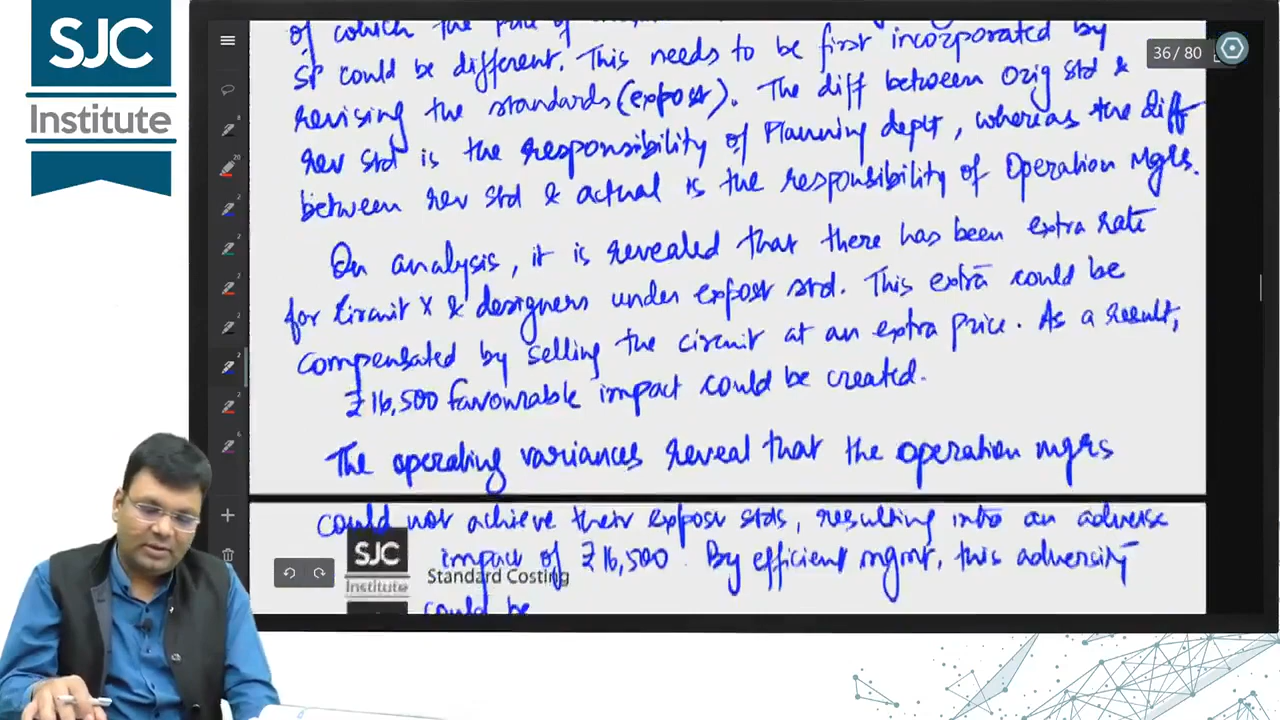 SJC
Institute
36 / 80
of which the
SP could be different. This needs to be first incorporated by
revising the standards (expost). The diff between orig std &
rev std is the responsibility of Planning deptt, whereas the diff
between rev std & actual is the responsibility of Operation Mgrs.
On analysis, it is revealed that there has been extra rate
for Circuit X & designers under expost std. This extra could be
compensated by selling the circuit at an extra price. As a result,
₹16,500 favourable impact could be created.
The operating variances reveal that the operation mgrs
could not achieve their expost stds, resulting into an adverse
impact of ₹16,500. By efficient mgmt, this adversity
SJC
Institute
Standard Costing
could be